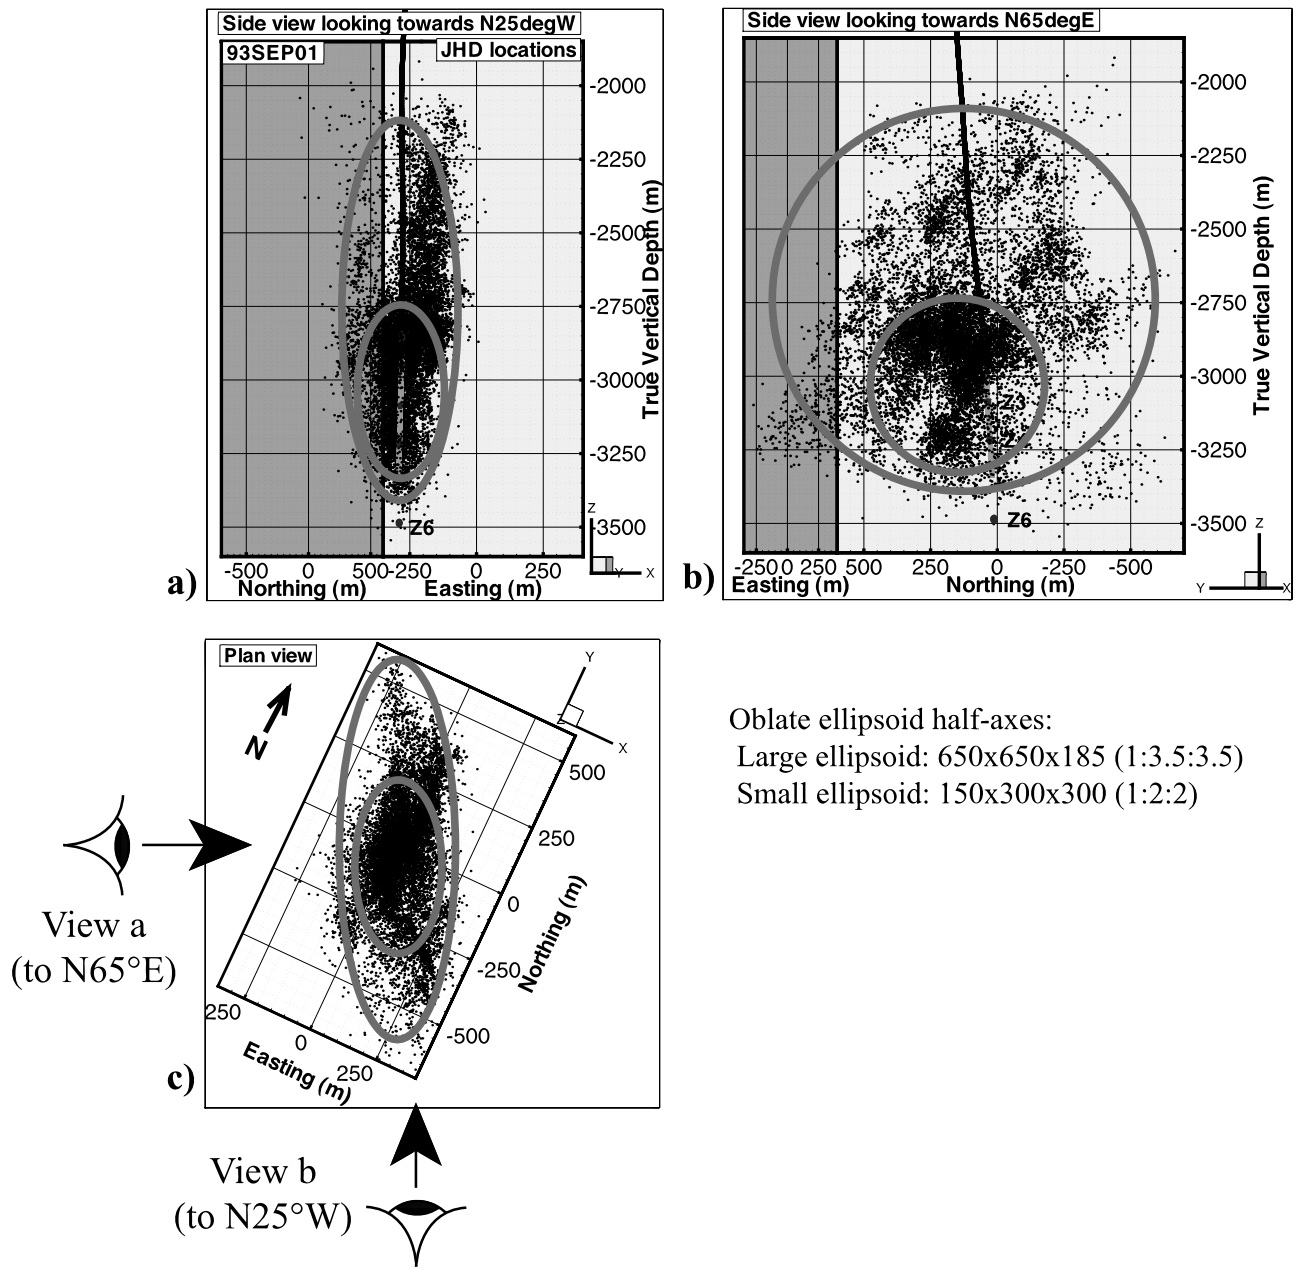 Side view looking towards N25degW
93SEP01 JHD locations
-2000
-2250
-2500
-2750
-3000
-3250
-3500
True Vertical Depth (m)
Z6
Z
Y X
-500 0 500 -250 0 250
Northing (m) Easting (m)
a)
Side view looking towards N65degE
-2000
-2250
-2500
-2750
-3000
-3250
-3500
True Vertical Depth (m)
Z6
Z
Y X
-250 0 250 500 250 0 -250 -500
Easting (m) Northing (m)
b)
Plan view
N
Y
Z
X
500
250
0
-250
-500
Northing (m)
250
0
250
Easting (m)
c)
Oblate ellipsoid half-axes:
Large ellipsoid: 650x650x185 (1:3.5:3.5)
Small ellipsoid: 150x300x300 (1:2:2)
View a
(to N65°E)
View b
(to N25°W)